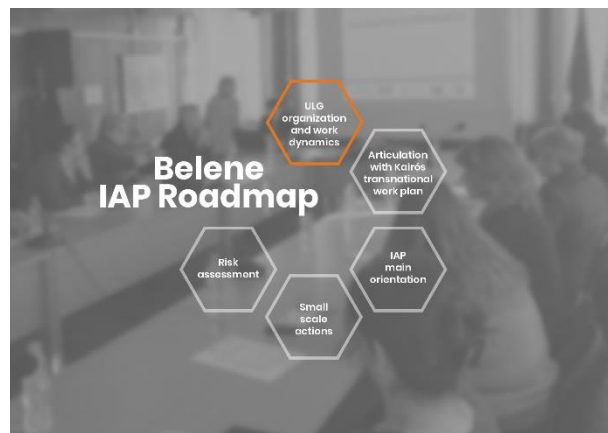 Belene
IAP Roadmap
ULG
organization
and work
dynamics
Articulation
with Kairós
transnational
work plan
IAP
main
orientation
Small
scale
actions
Risk
assessment